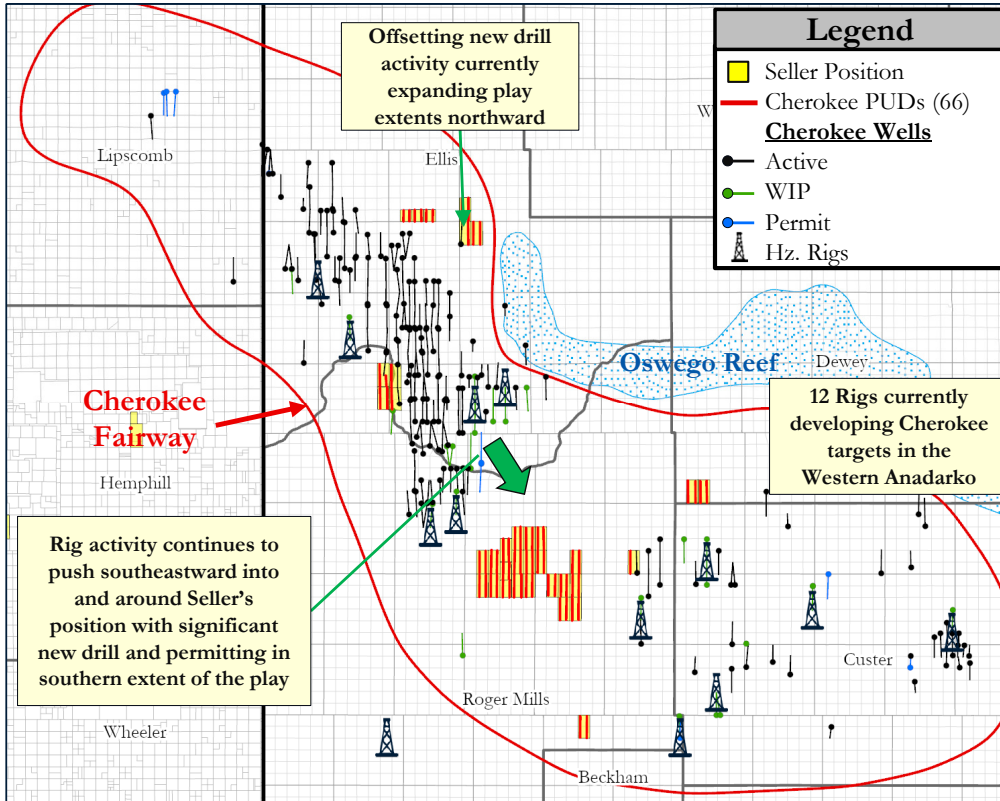 Offsetting new drill
activity currently
expanding play
extents northward
Legend
Seller Position
Cherokee PUDs (66)
Cherokee Wells
Active
WIP
Permit
Hz. Rigs
W
Lipscomb
Ellis
Oswego Reef
Dewey
Cherokee
Fairway
12 Rigs currently
developing Cherokee
targets in the
Western Anadarko
Hemphill
Rig activity continues to
push southeastward into
and around Seller's
position with significant
new drill and permitting in
southern extent of the play
Custer
Roger Mills
Wheeler
Beckham